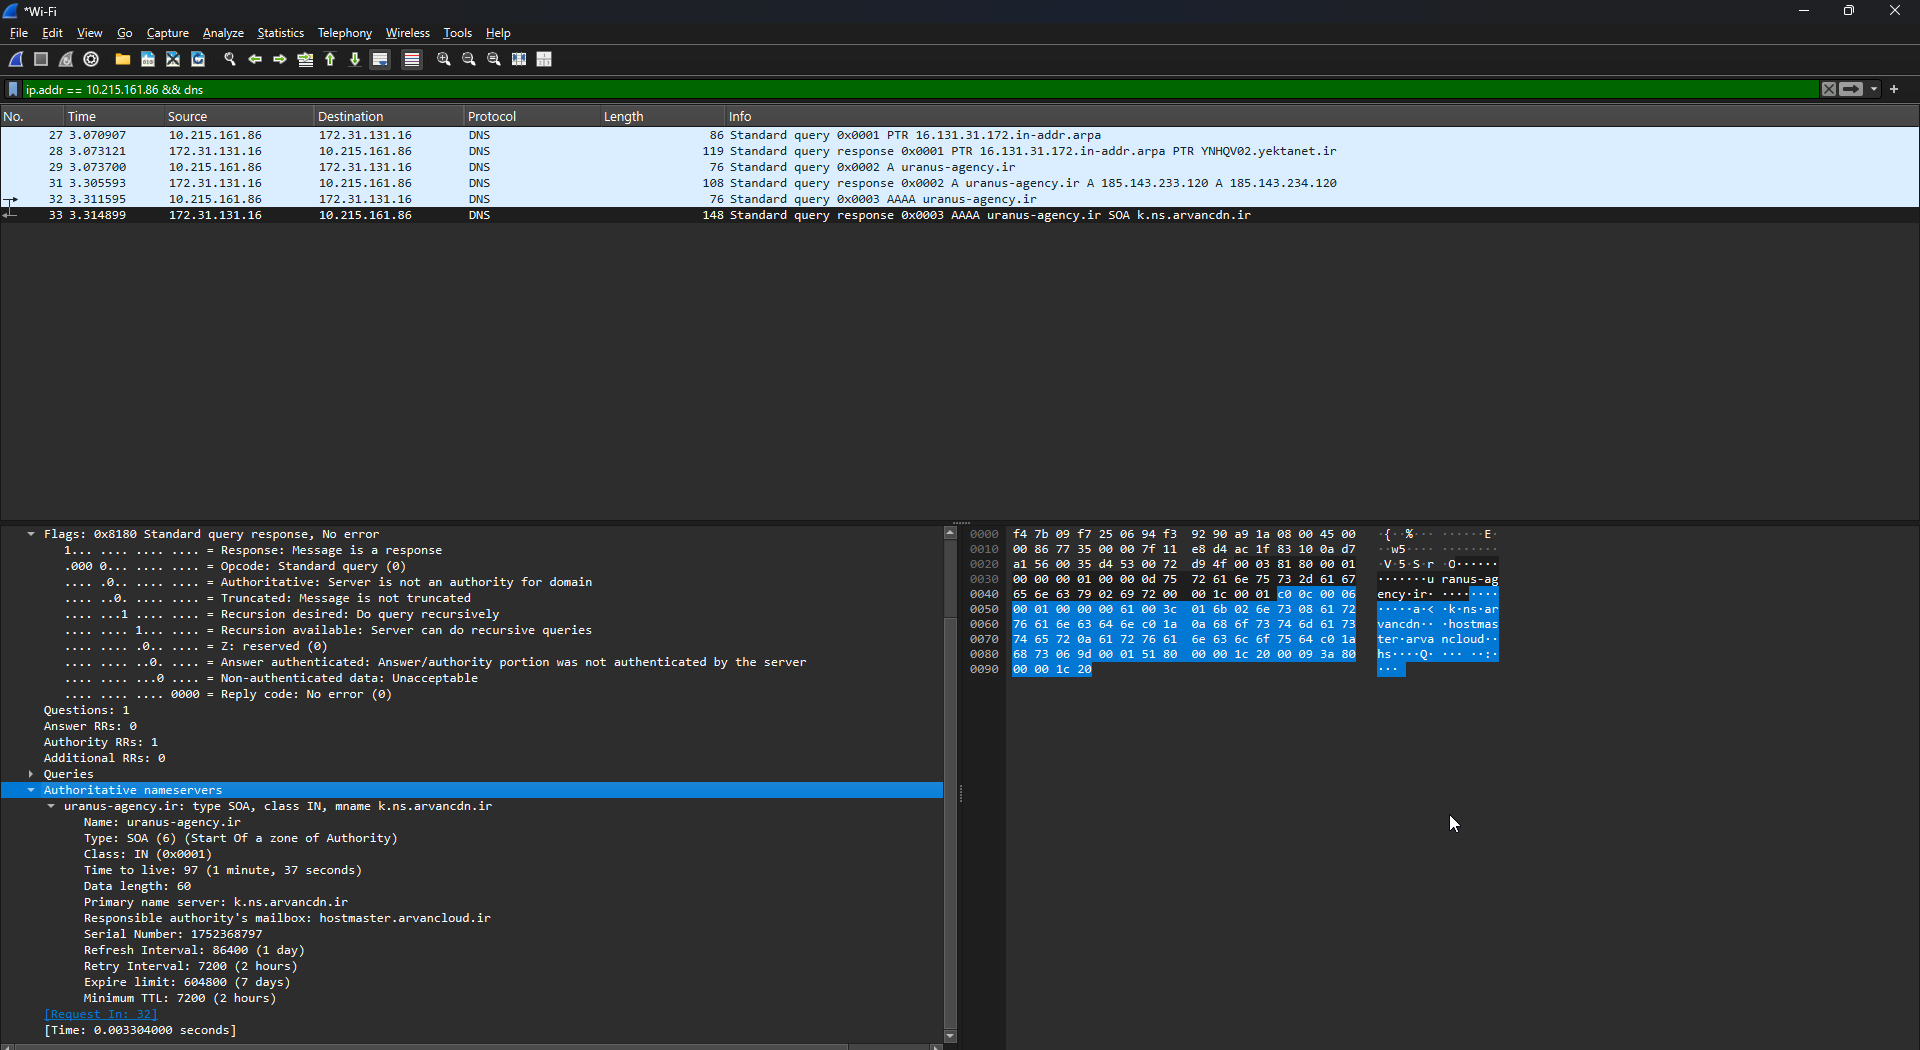 *Wi-Fi
File Edit View Go Capture Analyze Statistics Telephony Wireless Tools Help
ip.addr == 10.215.161.86 && dns
No. Time Source Destination Protocol Length Info
27 3.070907 10.215.161.86 172.31.131.16 DNS 86 Standard query 0x0001 PTR 16.131.31.172.in-addr.arpa
28 3.073121 172.31.131.16 10.215.161.86 DNS 119 Standard query response 0x0001 PTR 16.131.31.172.in-addr.arpa PTR YNHQV02.yektanet.ir
29 3.073700 10.215.161.86 172.31.131.16 DNS 76 Standard query 0x0002 A uranus-agency.ir
31 3.305593 172.31.131.16 10.215.161.86 DNS 108 Standard query response 0x0002 A uranus-agency.ir A 185.143.233.120 A 185.143.234.120
32 3.311595 10.215.161.86 172.31.131.16 DNS 76 Standard query 0x0003 AAAA uranus-agency.ir
33 3.314899 172.31.131.16 10.215.161.86 DNS 148 Standard query response 0x0003 AAAA uranus-agency.ir SOA k.ns.arvancdn.ir
Flags: 0x8180 Standard query response, No error
1... .... .... .... = Response: Message is a response
.000 0... .... .... = Opcode: Standard query (0)
.... .0.. .... .... = Authoritative: Server is not an authority for domain
.... ..0. .... .... = Truncated: Message is not truncated
.... ...1 .... .... = Recursion desired: Do query recursively
.... .... 1... .... = Recursion available: Server can do recursive queries
.... .... .0.. .... = Z: reserved (0)
.... .... ..0. .... = Answer authenticated: Answer/authority portion was not authenticated by the server
.... .... ...0 .... = Non-authenticated data: Unacceptable
.... .... .... 0000 = Reply code: No error (0)
Questions: 1
Answer RRs: 0
Authority RRs: 1
Additional RRs: 0
Queries
Authoritative nameservers
uranus-agency.ir: type SOA, class IN, mname k.ns.arvancdn.ir
Name: uranus-agency.ir
Type: SOA (6) (Start Of a zone of Authority)
Class: IN (0x0001)
Time to live: 97 (1 minute, 37 seconds)
Data length: 60
Primary name server: k.ns.arvancdn.ir
Responsible authority's mailbox: hostmaster.arvancloud.ir
Serial Number: 1752368797
Refresh Interval: 86400 (1 day)
Retry Interval: 7200 (2 hours)
Expire limit: 604800 (7 days)
Minimum TTL: 7200 (2 hours)
[Request In: 32]
[Time: 0.003304000 seconds]
0000 f4 7b 09 f7 25 06 94 f3 92 90 a9 1a 08 00 45 00 ·{··%··· ······E·
0010 00 86 77 35 00 00 7f 11 e8 d4 ac 1f 83 10 0a d7 ··w5···· ········
0020 a1 56 00 35 d4 53 00 72 d9 4f 00 03 81 80 00 01 ·V·5·S·r ·O······
0030 00 00 00 01 00 00 0d 75 72 61 6e 75 73 2d 61 67 ·······u ranus-ag
0040 65 6e 63 79 02 69 72 00 00 1c 00 01 c0 0c 00 06 ency·ir· ········
0050 00 01 00 00 00 61 00 3c 01 6b 02 6e 73 08 61 72 ·····a·< ·k·ns·ar
0060 76 61 6e 63 64 6e c0 1a 0a 68 6f 73 74 6d 61 73 vancdn·· ·hostmas
0070 74 65 72 0a 61 72 76 61 6e 63 6c 6f 75 64 c0 1a ter·arva ncloud··
0080 68 73 06 9d 00 01 51 80 00 00 1c 20 00 09 3a 80 hs····Q· ··· ··:·
0090 00 00 1c 20 ···